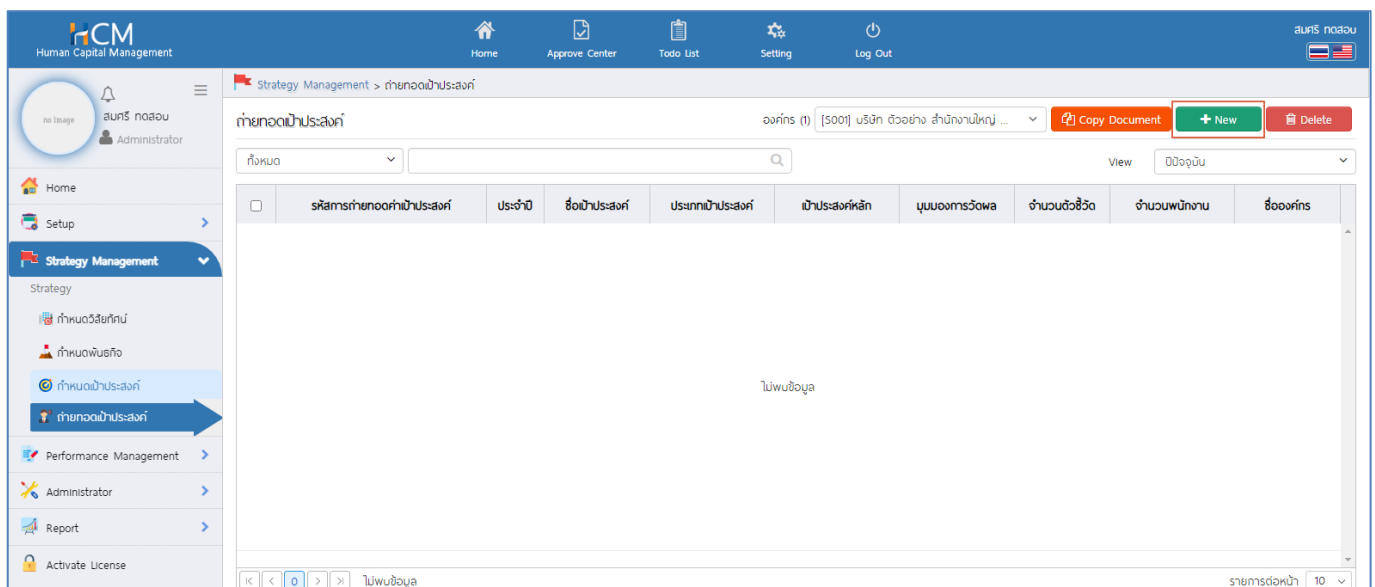 HCM
Human Capital Management
Home
Approve Center
Todo List
Setting
Log Out
สมศรี ทดสอบ
no image
สมศรี ทดสอบ
Administrator
Strategy Management > ถ่ายทอดเป้าประสงค์
ถ่ายทอดเป้าประสงค์
องค์กร (1) [S001] บริษัท ตัวอย่าง สำนักงานใหญ่ ...
Copy Document
+ New
Delete
ทั้งหมด
View ปีปัจจุบัน
Home
Setup
Strategy Management
Strategy
กำหนดวิสัยทัศน์
กำหนดพันธกิจ
กำหนดเป้าประสงค์
ถ่ายทอดเป้าประสงค์
Performance Management
Administrator
Report
Activate License
รหัสการถ่ายทอดค่าเป้าประสงค์ ประจำปี ชื่อเป้าประสงค์ ประเภทเป้าประสงค์ เป้าประสงค์หลัก มุมมองการวัดผล จำนวนตัวชี้วัด จำนวนพนักงาน ชื่อองค์กร
ไม่พบข้อมูล
0 ไม่พบข้อมูล
รายการต่อหน้า 10